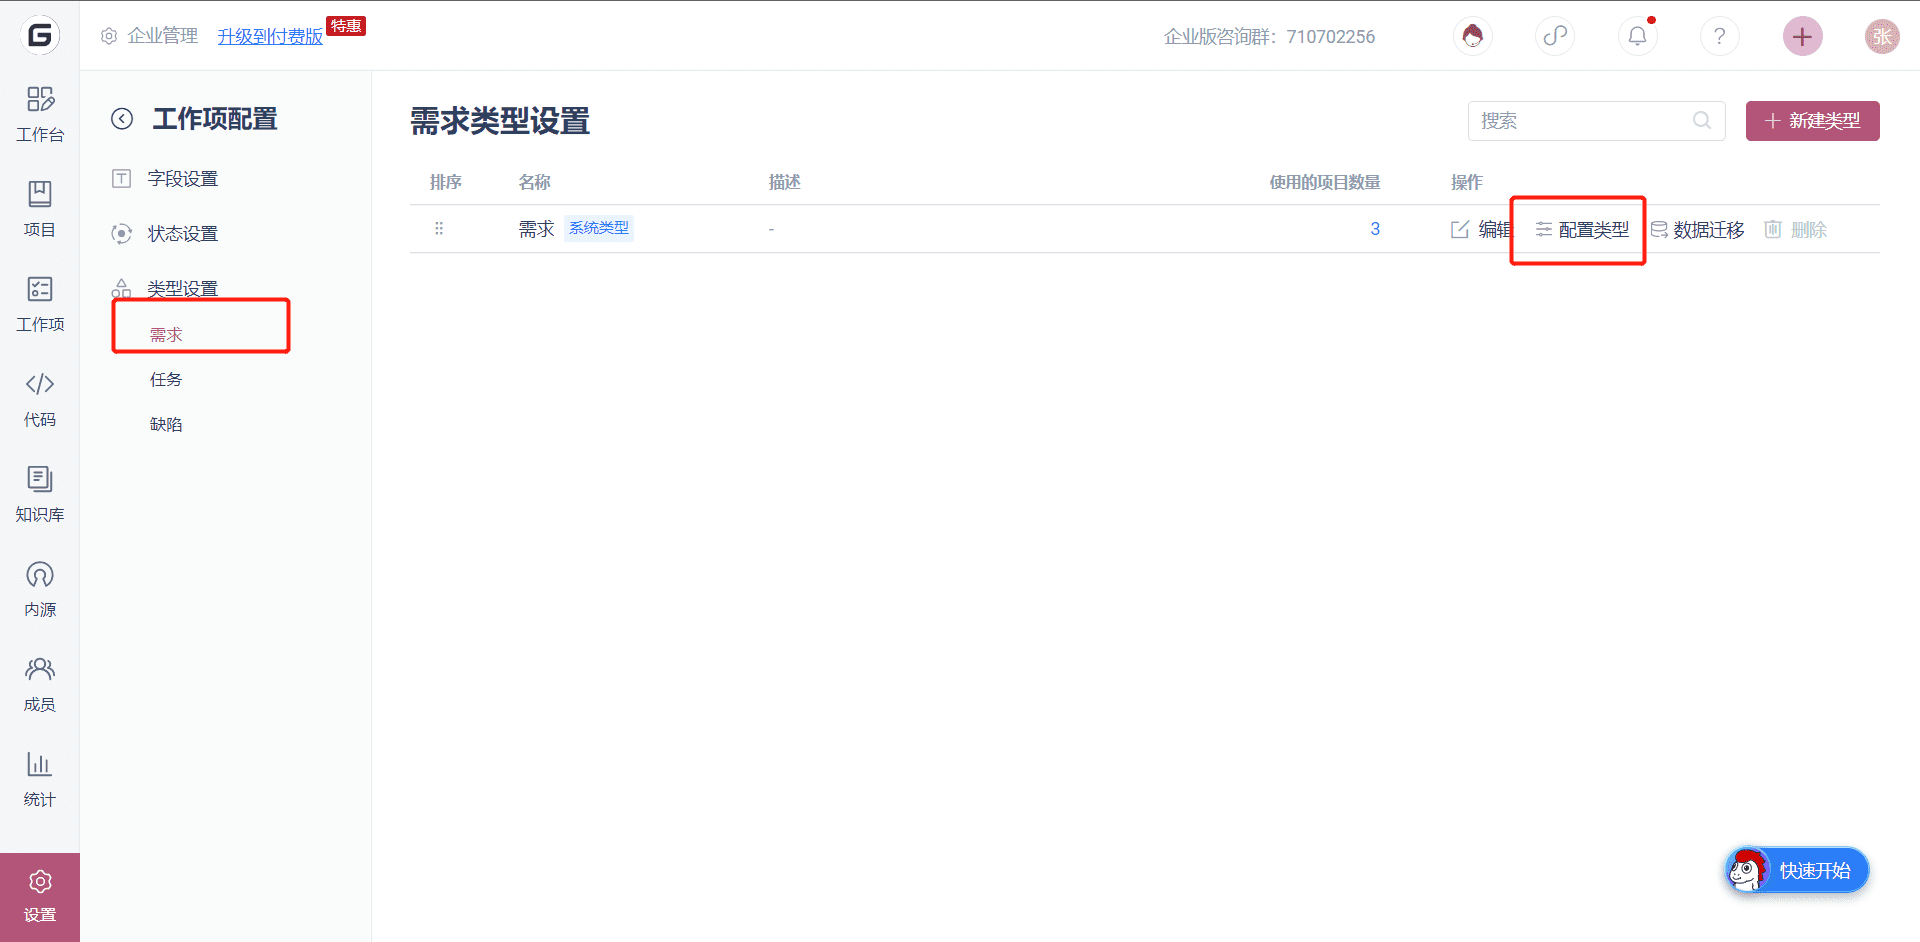 企业管理 升级到付费版 特惠 企业版咨询群：710702256 张
工作台
项目
工作项
代码
知识库
内源
成员
统计
设置
工作项配置
字段设置
状态设置
类型设置
需求
任务
缺陷
需求类型设置
搜索
新建类型
排序 名称 描述 使用的项目数量 操作
需求 系统类型 - 3 编辑 配置类型 数据迁移 删除
快速开始